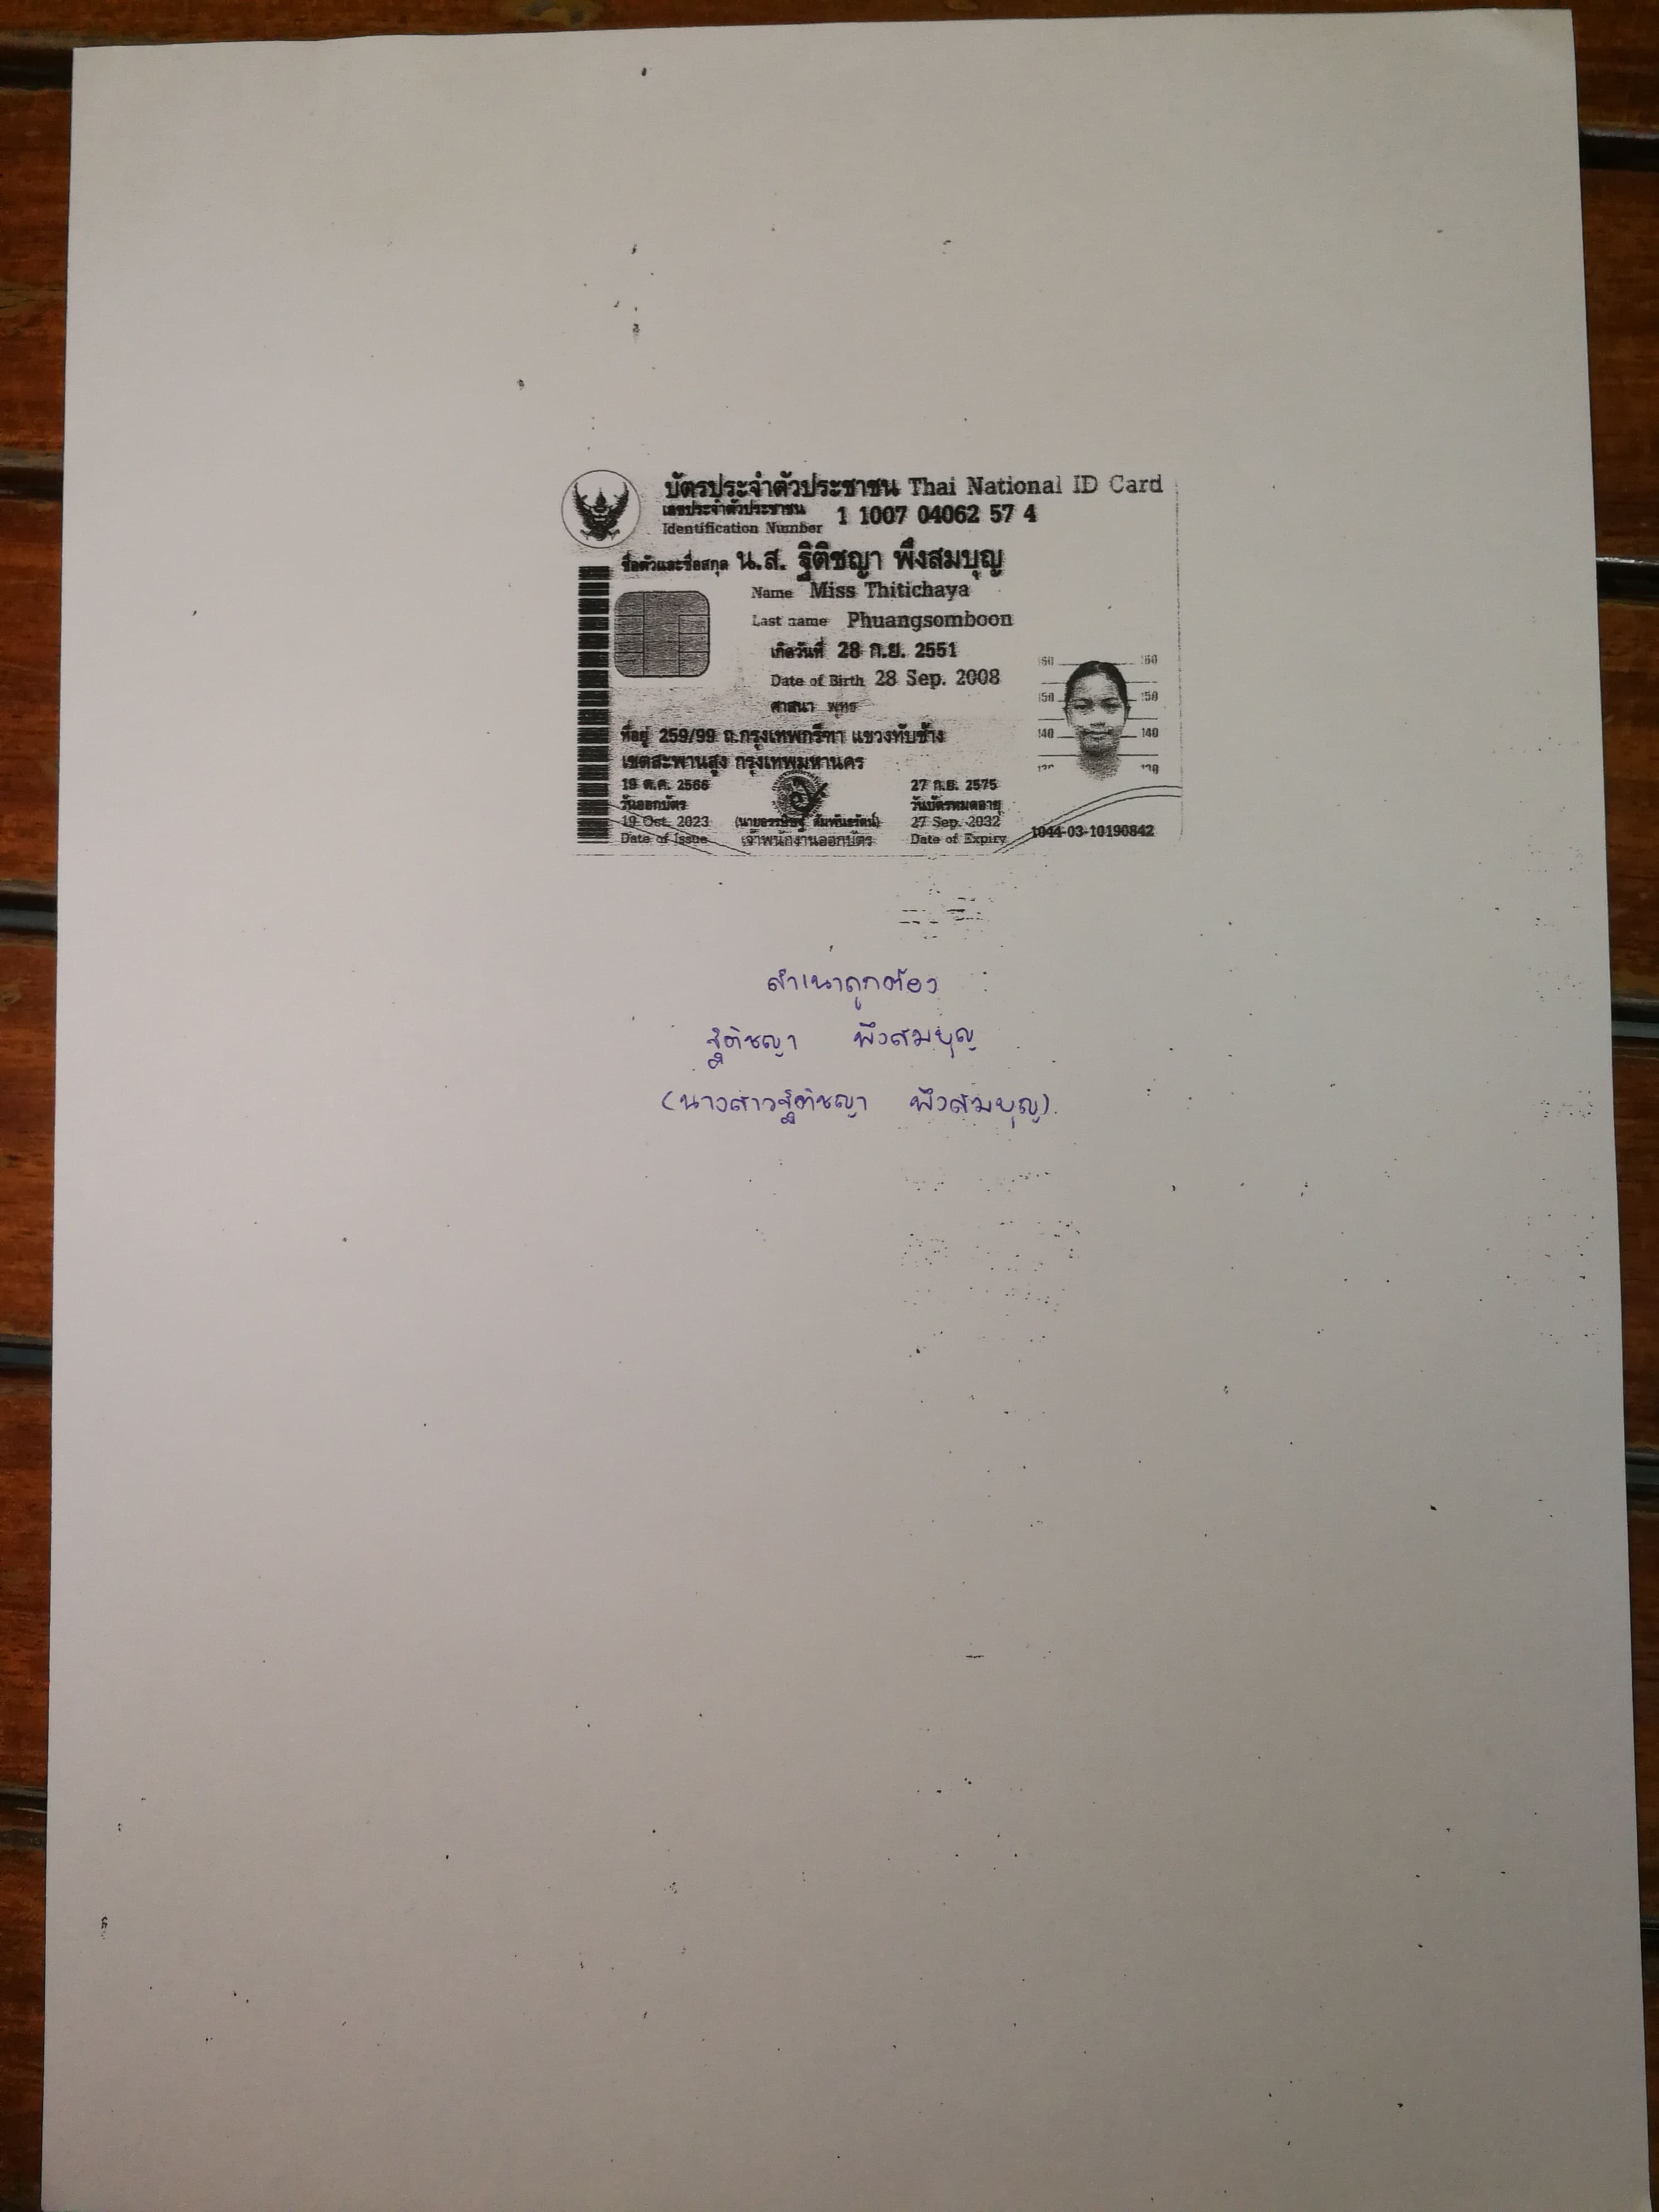 บัตรประจำตัวประชาชน Thai National ID Card
เลขประจำตัวประชาชน
Identification Number 1 1007 04062 57 4
ชื่อตัวและชื่อสกุล น.ส. ฐิติชญา พึ่งสมบุญ
Name Miss Thitichaya
Last name Phuangsomboon
เกิดวันที่ 28 ก.ย. 2551
Date of Birth 28 Sep. 2008
ศาสนา พุทธ
ที่อยู่ 259/99 ถ.กรุงเทพกรีฑา แขวงทับช้าง
เขตสะพานสูง กรุงเทพมหานคร
19 ต.ค. 2566
วันออกบัตร
19 Oct. 2023
Date of Issue
เจ้าพนักงานออกบัตร
27 ก.ย. 2575
วันบัตรหมดอายุ
27 Sep. 2032
Date of Expiry
160 160
150 150
140 140
1044-03-10190842
สำเนาถูกต้อง
ฐิติชญา พึ่งสมบุญ
(นางสาวฐิติชญา พึ่งสมบุญ)